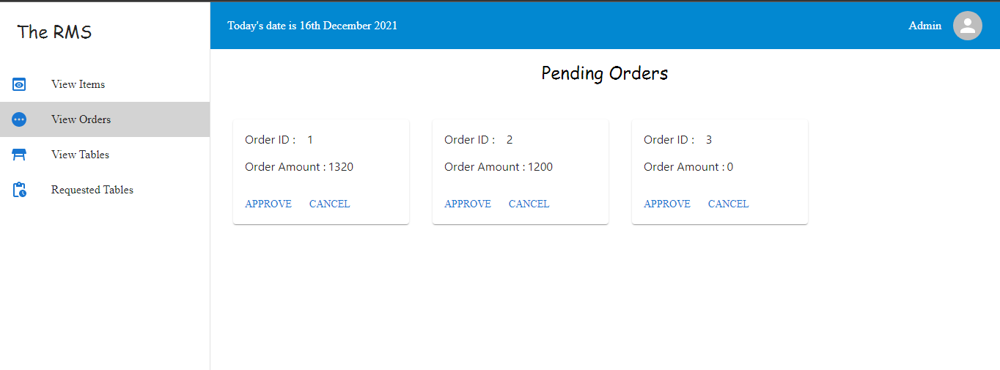 The RMS
Today's date is 16th December 2021
Admin
View Items
View Orders
View Tables
Requested Tables
Pending Orders
Order ID : 1
Order Amount : 1320
APPROVE CANCEL
Order ID : 2
Order Amount : 1200
APPROVE CANCEL
Order ID : 3
Order Amount : 0
APPROVE CANCEL